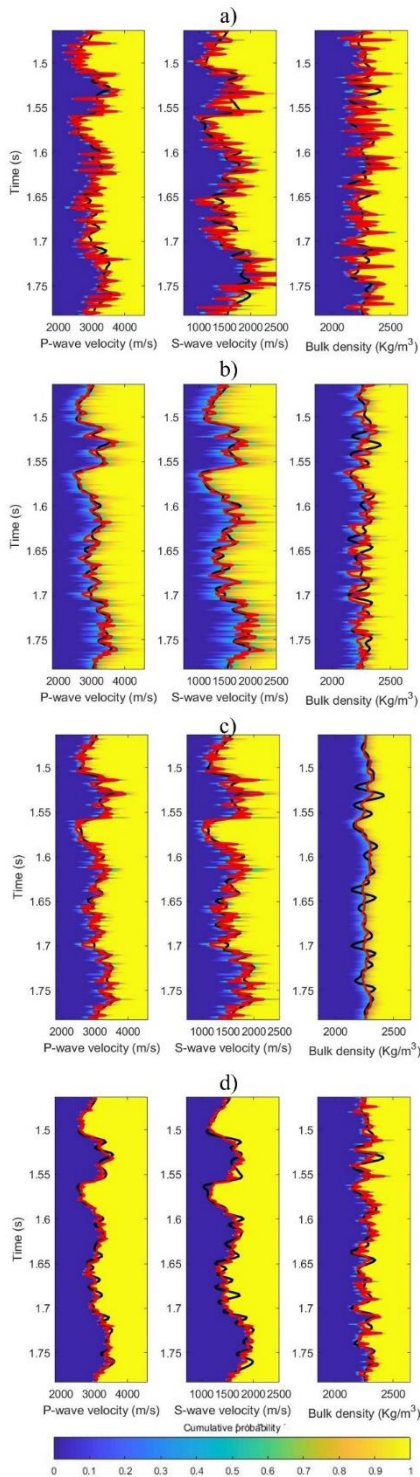 a)
Time (s)
1.5
1.55
1.6
1.65
1.7
1.75
2000 3000 4000
1000 1500 2000 2500
2000 2500
P-wave velocity (m/s)
S-wave velocity (m/s)
Bulk density (Kg/m³)
b)
Time (s)
1.5
1.55
1.6
1.65
1.7
1.75
2000 3000 4000
1000 1500 2000 2500
2000 2500
P-wave velocity (m/s)
S-wave velocity (m/s)
Bulk density (Kg/m³)
c)
Time (s)
1.5
1.55
1.6
1.65
1.7
1.75
2000 3000 4000
1000 1500 2000 2500
2000 2500
P-wave velocity (m/s)
S-wave velocity (m/s)
Bulk density (Kg/m³)
d)
Time (s)
1.5
1.55
1.6
1.65
1.7
1.75
2000 3000 4000
1000 1500 2000 2500
2000 2500
P-wave velocity (m/s)
S-wave velocity (m/s)
Bulk density (Kg/m³)
Cumulative probability
0 0.1 0.2 0.3 0.4 0.5 0.6 0.7 0.8 0.9